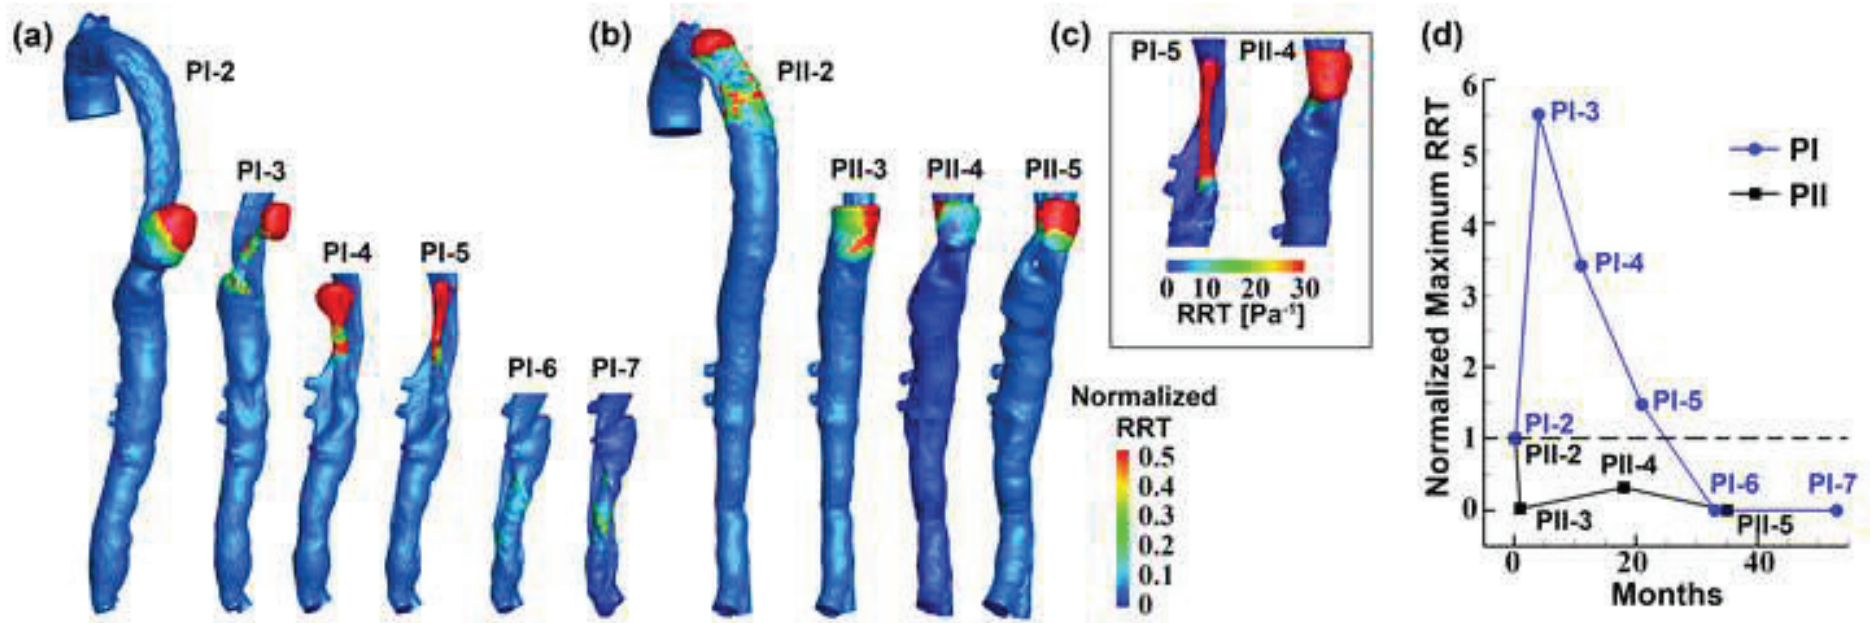 (a)
PI-2
PI-3
PI-4
PI-5
PI-6
PI-7
(b)
PII-2
PII-3
PII-4
PII-5
Normalized
RRT
0.5
0.4
0.3
0.2
0.1
0
(c)
PI-5
PII-4
0 10 20 30
RRT [Pa⁻¹]
(d)
Normalized Maximum RRT
6
5
4
3
2
1
0
PI-3
PI
PII
PI-4
PI-5
PI-2
PII-2
PII-4
PI-6
PI-7
PII-3
PII-5
0 20 40
Months